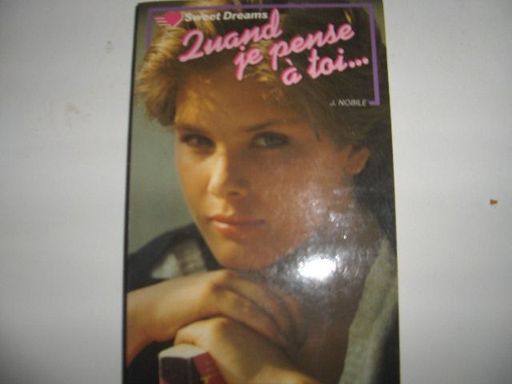 Sweet Dreams
Quand
je pense
à toi...
J. NOBILE